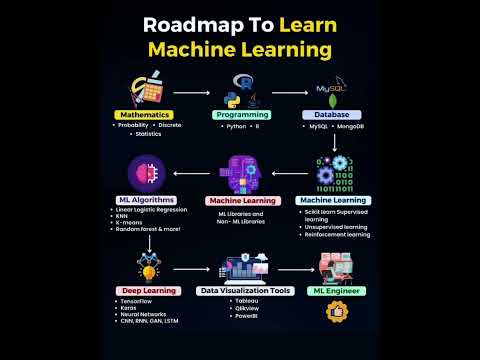 Roadmap To Learn
Machine Learning
MySQL
Mathematics
• Probability • Discrete
• Statistics
Programming
• Python • R
Database
• MySQL • MongoDB
ML Algorithms
• Linear Logistic Regression
• KNN
• K-means
• Random forest & more!
Machine Learning
ML Libraries and
Non- ML Libraries
Machine Learning
• Scikit learn Supervised
learning
• Unsupervised learning
• Reinforcement learning
Deep Learning
• TensorFlow
• Keras
• Neural Networks
• CNN, RNN, GAN, LSTM
Data Visualization Tools
• Tableau
• Qlikview
• PowerBI
ML Engineer